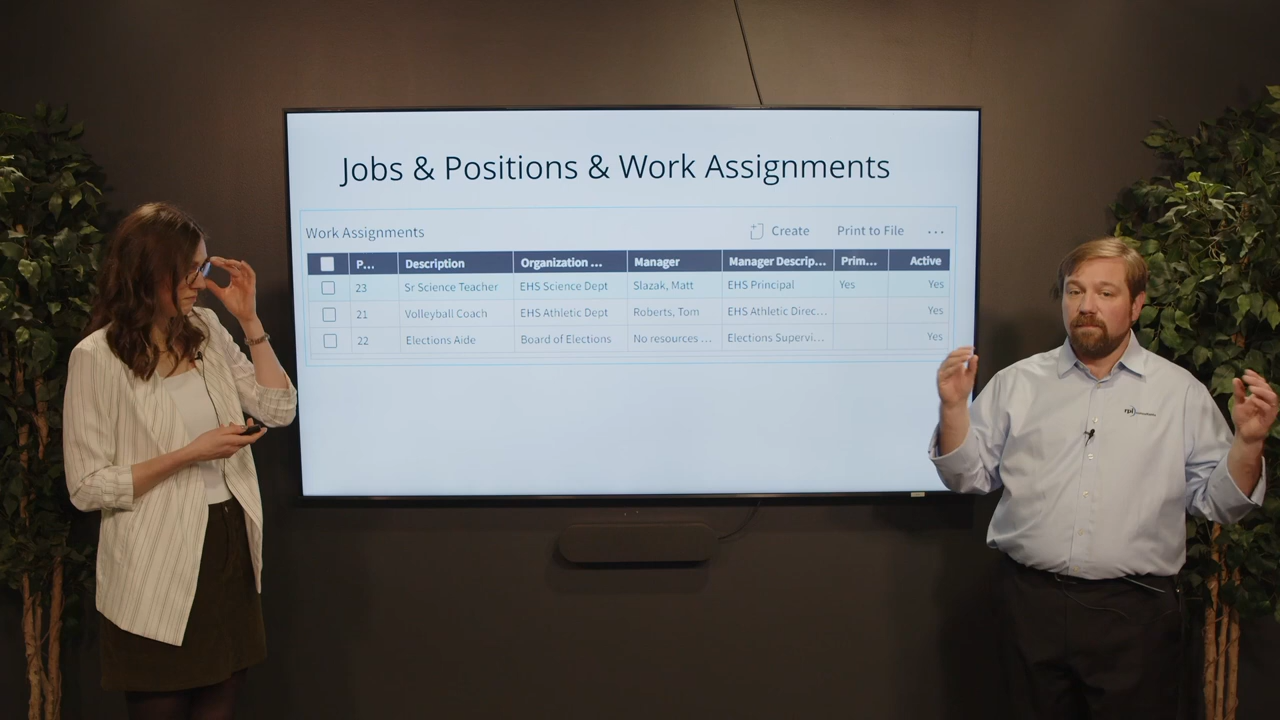 Jobs & Positions & Work Assignments
Work Assignments Create Print to File ...
P... Description Organization ... Manager Manager Descrip... Prim... Active
23 Sr Science Teacher EHS Science Dept Slazak, Matt EHS Principal Yes Yes
21 Volleyball Coach EHS Athletic Dept Roberts, Tom EHS Athletic Direc... Yes
22 Elections Aide Board of Elections No resources ... Elections Supervi... Yes
rpi